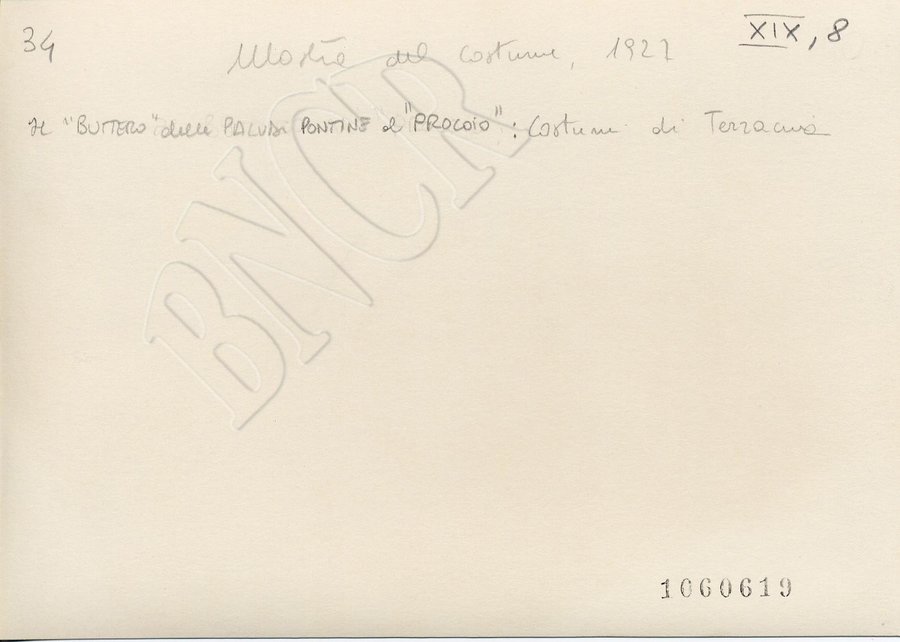 34
XIX, 8
Mostra del costume, 1927
Il "BUTTERO" delle PALUDI PONTINE al "PROCOIO": Costume di Terracina
BNCR
1060619